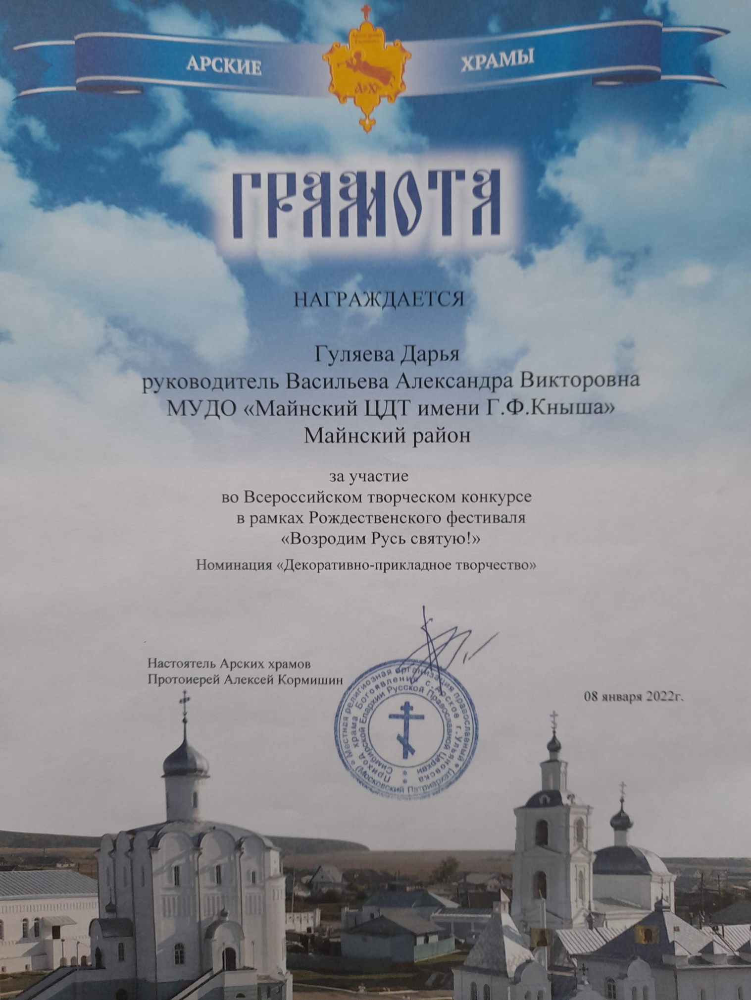 АРСКИЕ ХРАМЫ
А Х
ГРАМОТА
НАГРАЖДАЕТСЯ
Гуляева Дарья
руководитель Васильева Александра Викторовна
МУДО «Майнский ЦДТ имени Г.Ф.Кныша»
Майнский район
за участие
во Всероссийском творческом конкурсе
в рамках Рождественского фестиваля
«Возродим Русь святую!»
Номинация «Декоративно-прикладное творчество»
Настоятель Арских храмов
Протоиерей Алексей Кормишин
08 января 2022г.
Местная религиозная организация православный
Приход храма Богоявления с.Арское г.Ульяновска
Симбирской Епархии Русской Православной Церкви
(Московский Патриархат)